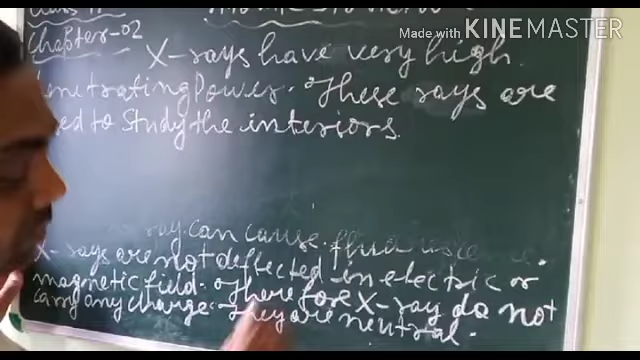 Made with KINEMASTER
Chapter-02
X-rays have very high
Penetrating Power. These rays are
used to study the interiors.
ray can cause
X-rays are not deflected in electric or
magnetic field. Therefore X-ray do not
carry any charge. They are neutral.